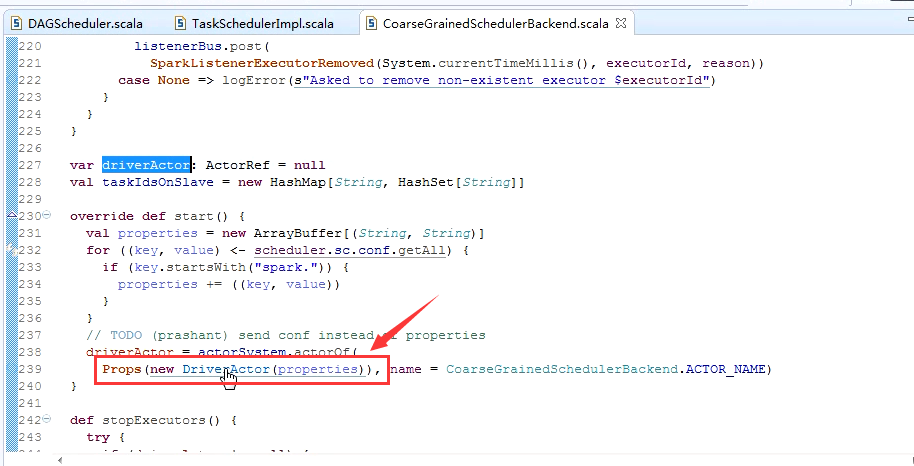 DAGScheduler.scala TaskSchedulerImpl.scala CoarseGrainedSchedulerBackend.scala
220 listenerBus.post(
221 SparkListenerExecutorRemoved(System.currentTimeMillis(), executorId, reason))
222 case None => logError(s"Asked to remove non-existent executor $executorId")
223 }
224 }
225 }
226
227 var driverActor: ActorRef = null
228 val taskIdsOnSlave = new HashMap[String, HashSet[String]]
229
230 override def start() {
231 val properties = new ArrayBuffer[(String, String)]
232 for ((key, value) <- scheduler.sc.conf.getAll) {
233 if (key.startsWith("spark.")) {
234 properties += ((key, value))
235 }
236 }
237 // TODO (prashant) send conf instead of properties
238 driverActor = actorSystem.actorOf(
239 Props(new DriverActor(properties)), name = CoarseGrainedSchedulerBackend.ACTOR_NAME)
240 }
241
242 def stopExecutors() {
243 try {